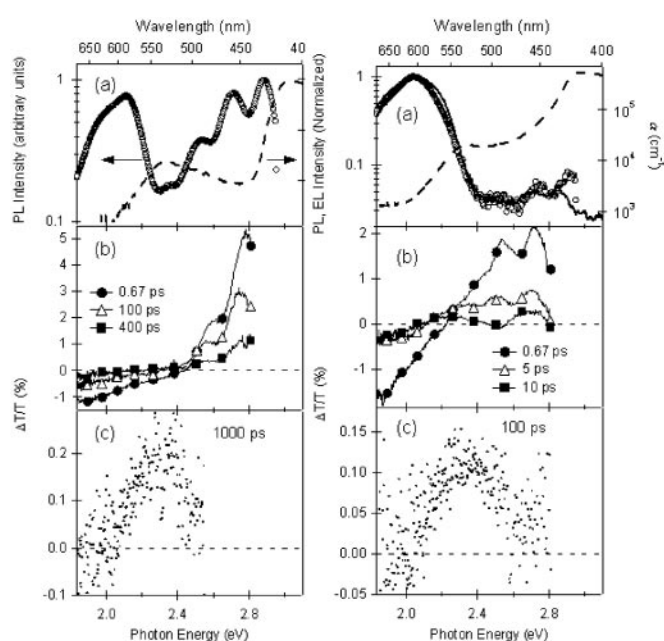 Wavelength (nm)
650 600 550 500 450 41 40
PL Intensity (arbitrary units)
1
0.1
(a)
(b)
0.67 ps
100 ps
400 ps
5
4
3
2
1
0
-1
ΔT/T (%)
(c)
1000 ps
0.2
0.1
0.0
-0.1
2.0 2.4 2.8
Photon Energy (eV)
Wavelength (nm)
650 600 550 500 450 400
PL, EL Intensity (Normalized)
1
0.1
(a)
10⁵
10⁴
10³
α (cm⁻¹)
(b)
2
1
0
-1
0.67 ps
5 ps
10 ps
ΔT/T (%)
(c)
100 ps
0.15
0.10
0.05
-0.00
-0.05
2.0 2.4 2.8
Photon Energy (eV)